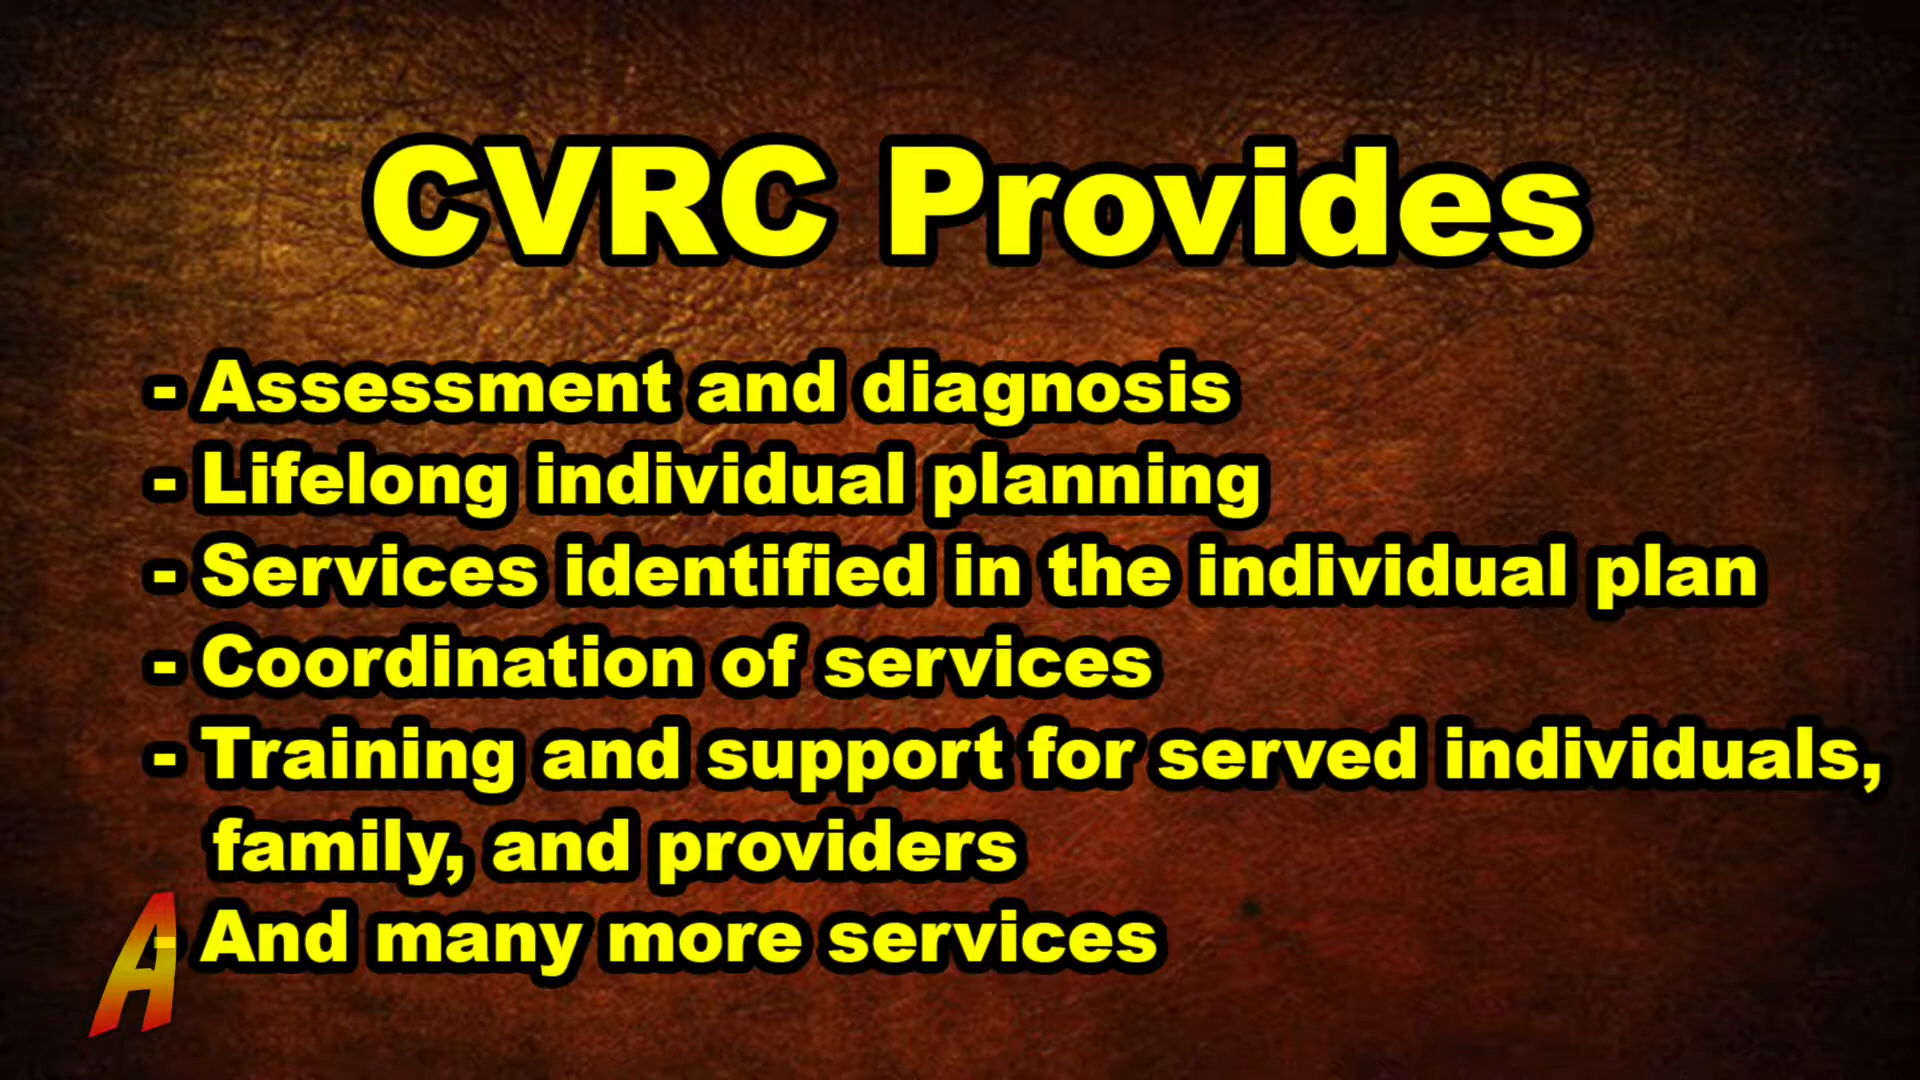 CVRC Provides
- Assessment and diagnosis
- Lifelong individual planning
- Services identified in the individual plan
- Coordination of services
- Training and support for served individuals,
family, and providers
- And many more services
A